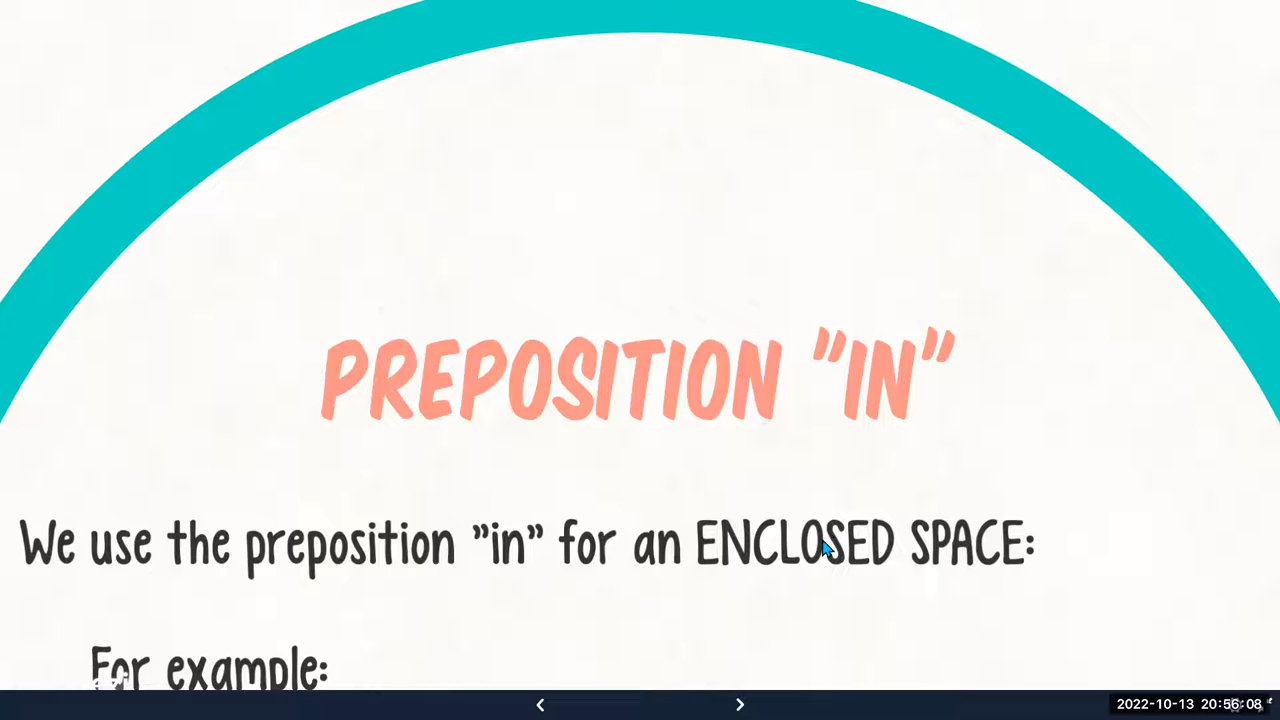 PREPOSITION "IN"
We use the preposition "in" for an ENCLOSED SPACE:
For example:
2022-10-13 20:56:08